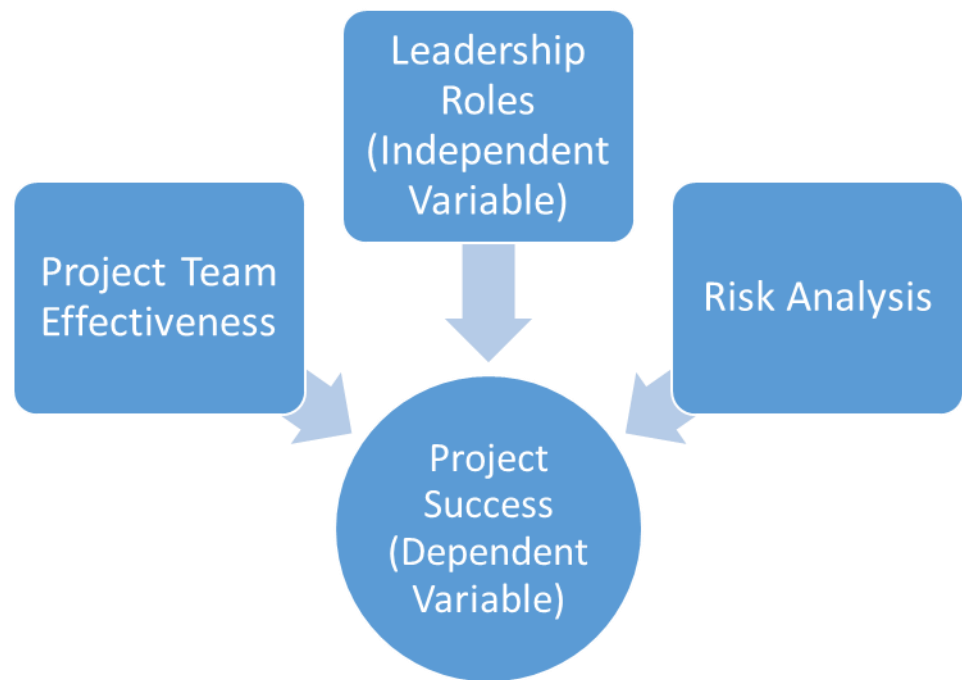 Leadership
Roles
(Independent
Variable)
Project Team
Effectiveness
Risk Analysis
Project
Success
(Dependent
Variable)